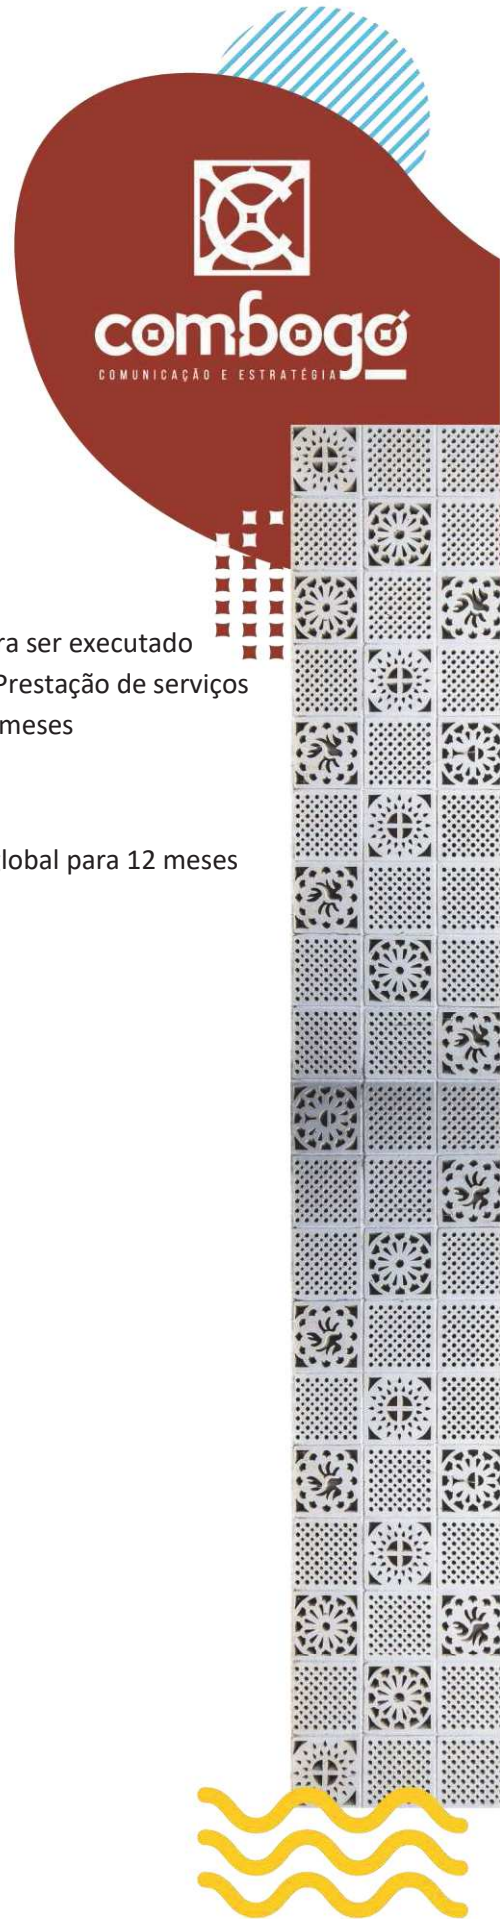 combogó
COMUNICAÇÃO E ESTRATÉGIA
ra ser executado
Prestação de serviços
meses
lobal para 12 meses